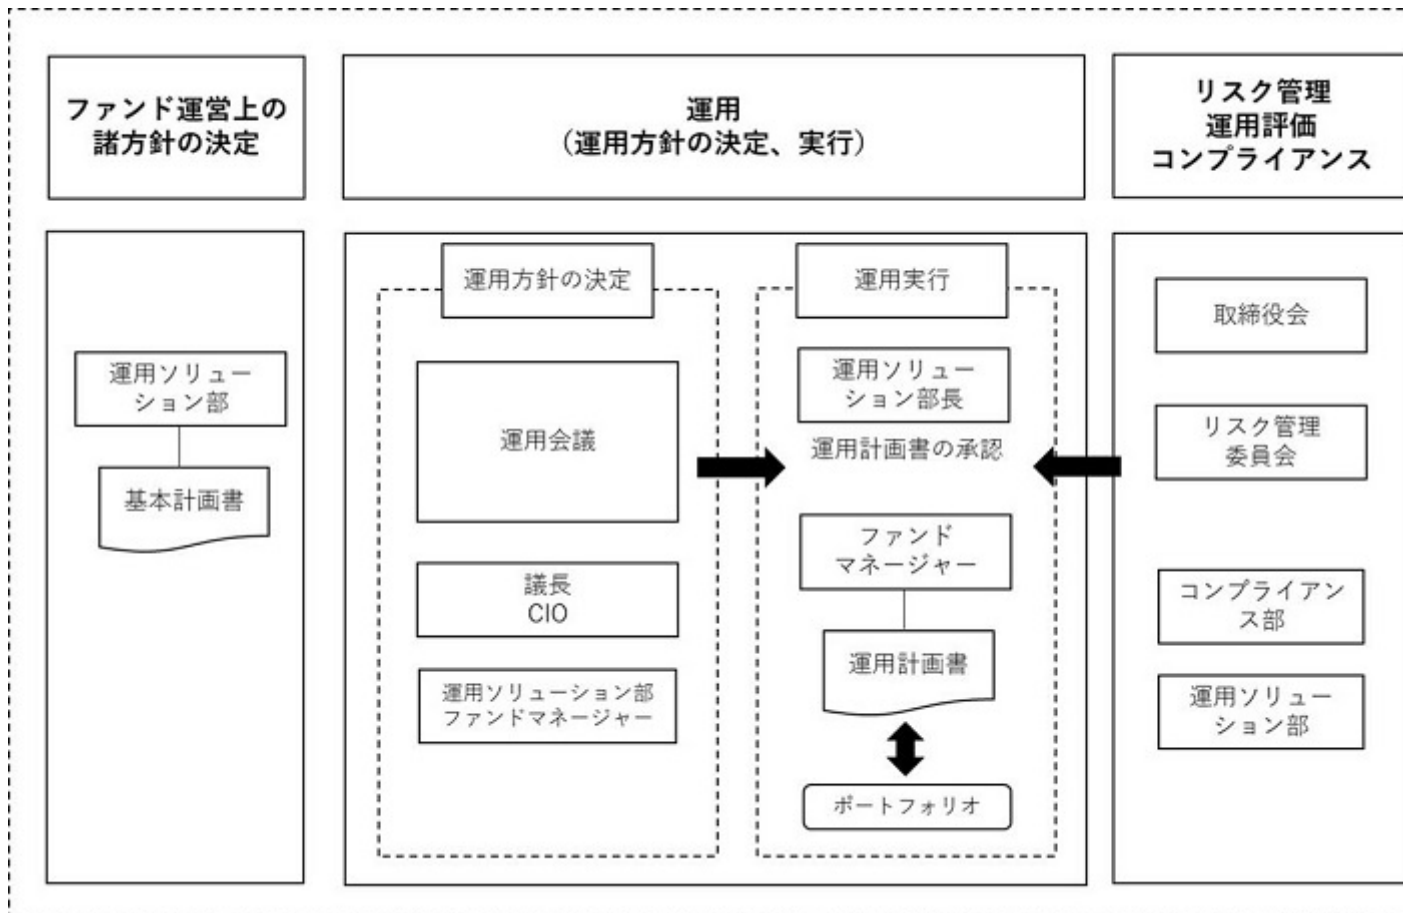 ファンド運営上の
諸方針の決定
運用
（運用方針の決定、実行）
リスク管理
運用評価
コンプライアンス
運用ソリュー
ション部
基本計画書
運用方針の決定
運用会議
議長
CIO
運用ソリューション部
ファンドマネージャー
運用実行
運用ソリュー
ション部長
運用計画書の承認
ファンド
マネージャー
運用計画書
ポートフォリオ
取締役会
リスク管理
委員会
コンプライアン
ス部
運用ソリュー
ション部